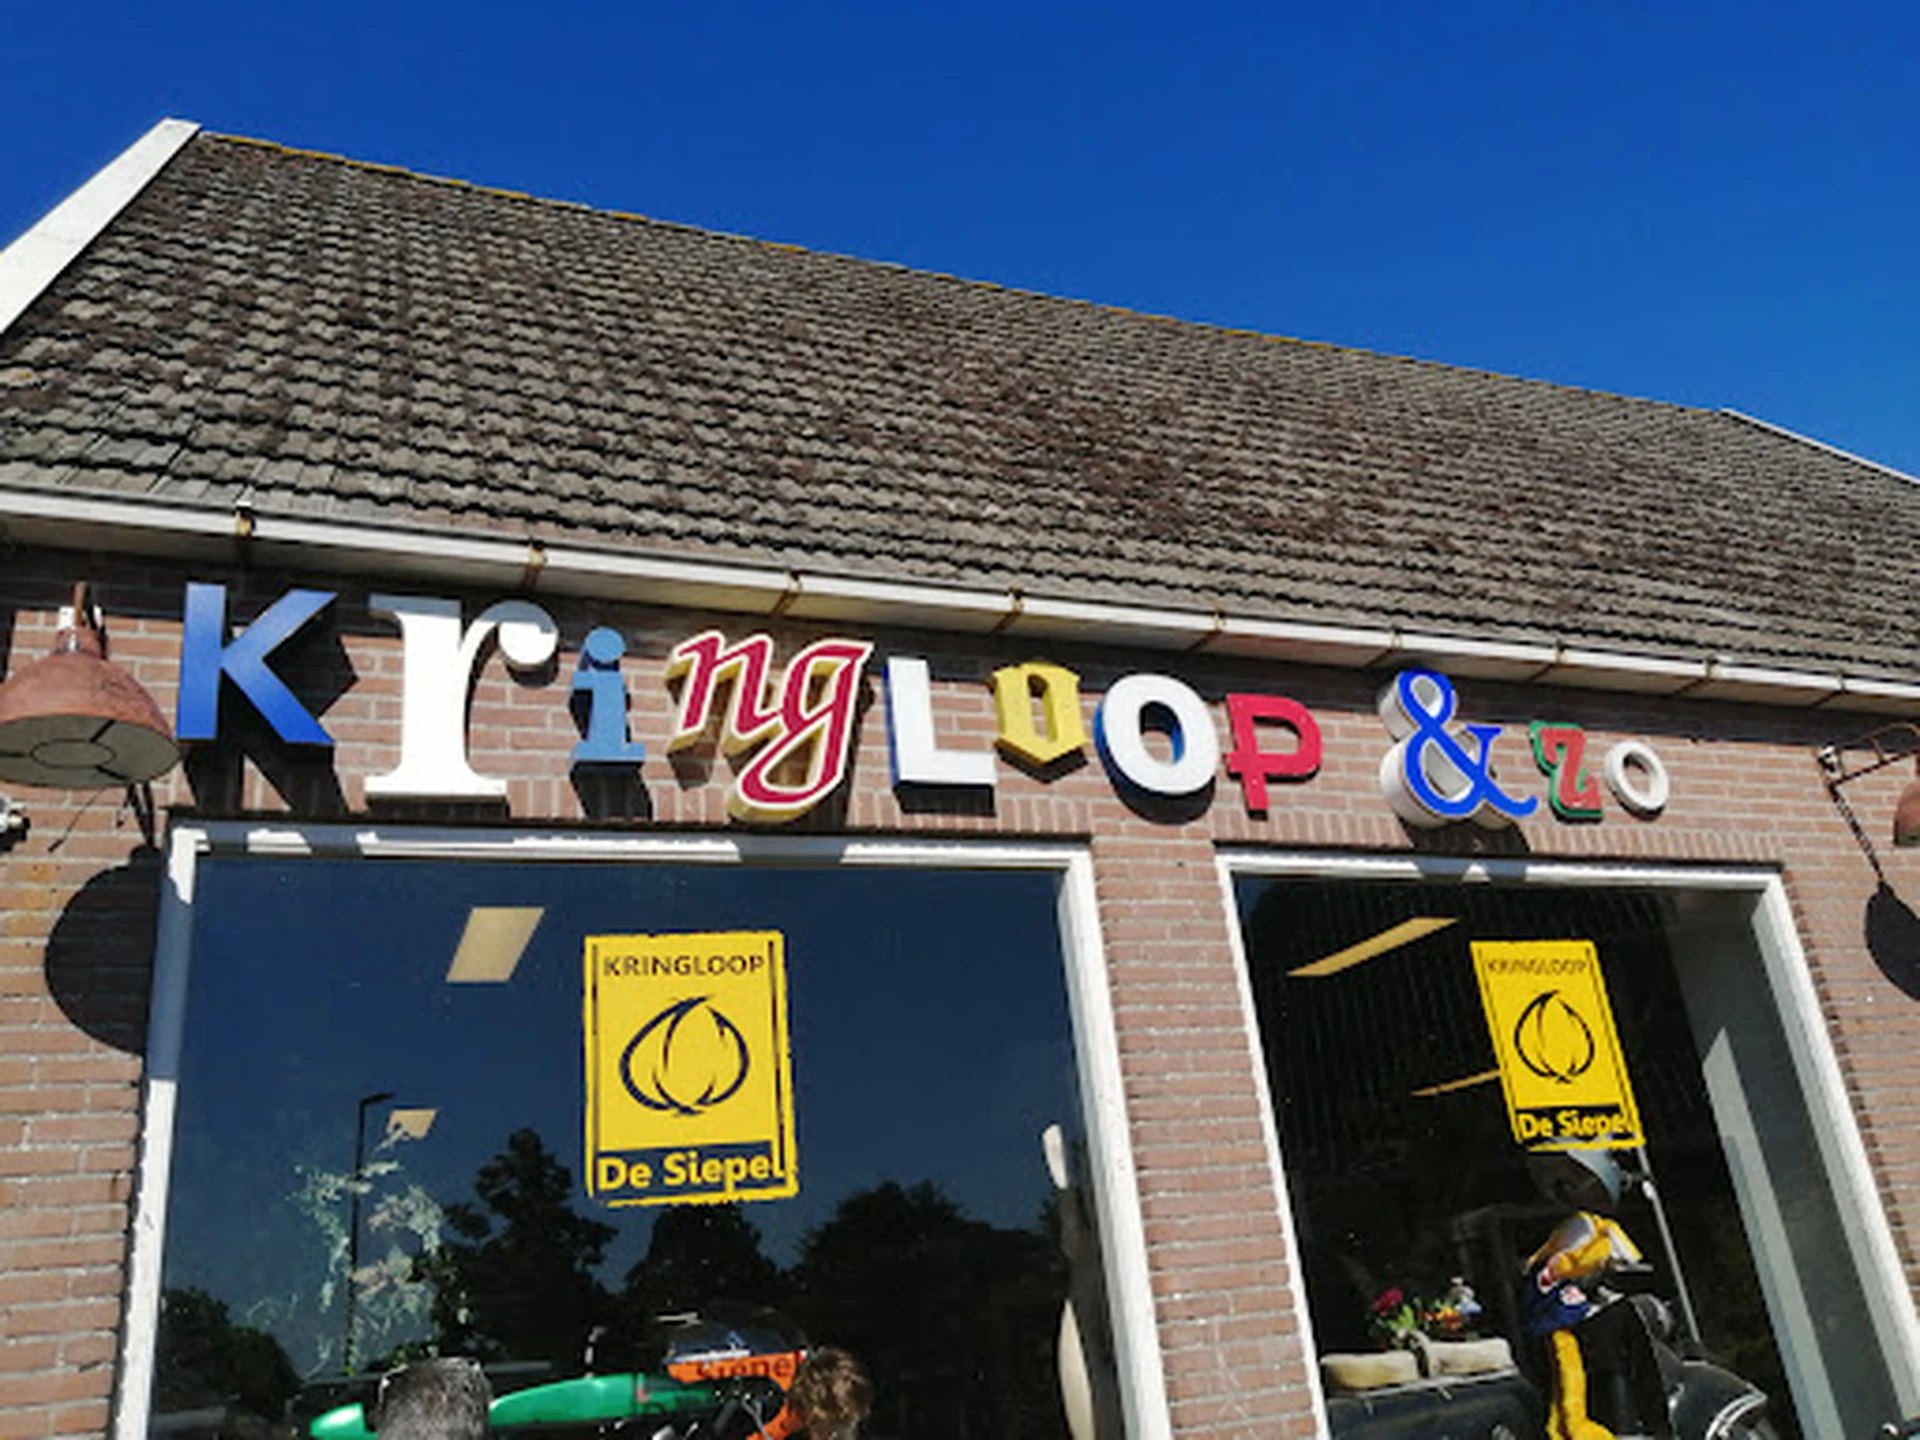 KringLOOP & zo
KRINGLOOP
De Siepel
KRINGLOOP
De Siepel